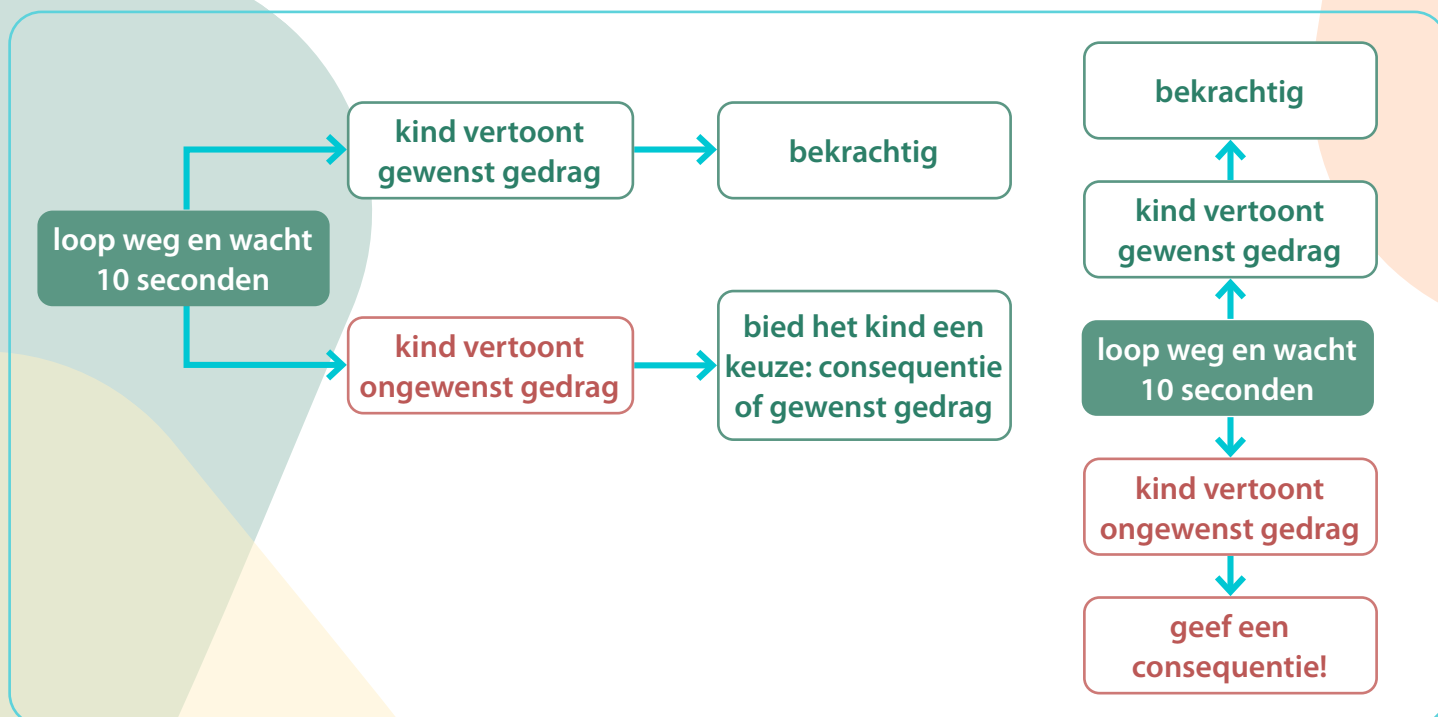 loop weg en wacht
10 seconden
kind vertoont
gewenst gedrag
bekrachtig
kind vertoont
ongewenst gedrag
bied het kind een
keuze: consequentie
of gewenst gedrag
bekrachtig
kind vertoont
gewenst gedrag
loop weg en wacht
10 seconden
kind vertoont
ongewenst gedrag
geef een
consequentie!